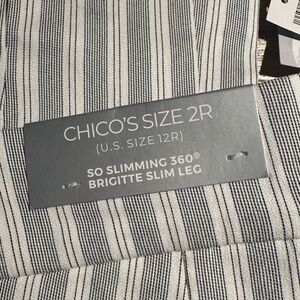 CHICO'S SIZE 2R
(U.S. SIZE 12R)
SO SLIMMING 360®
BRIGITTE SLIM LEG